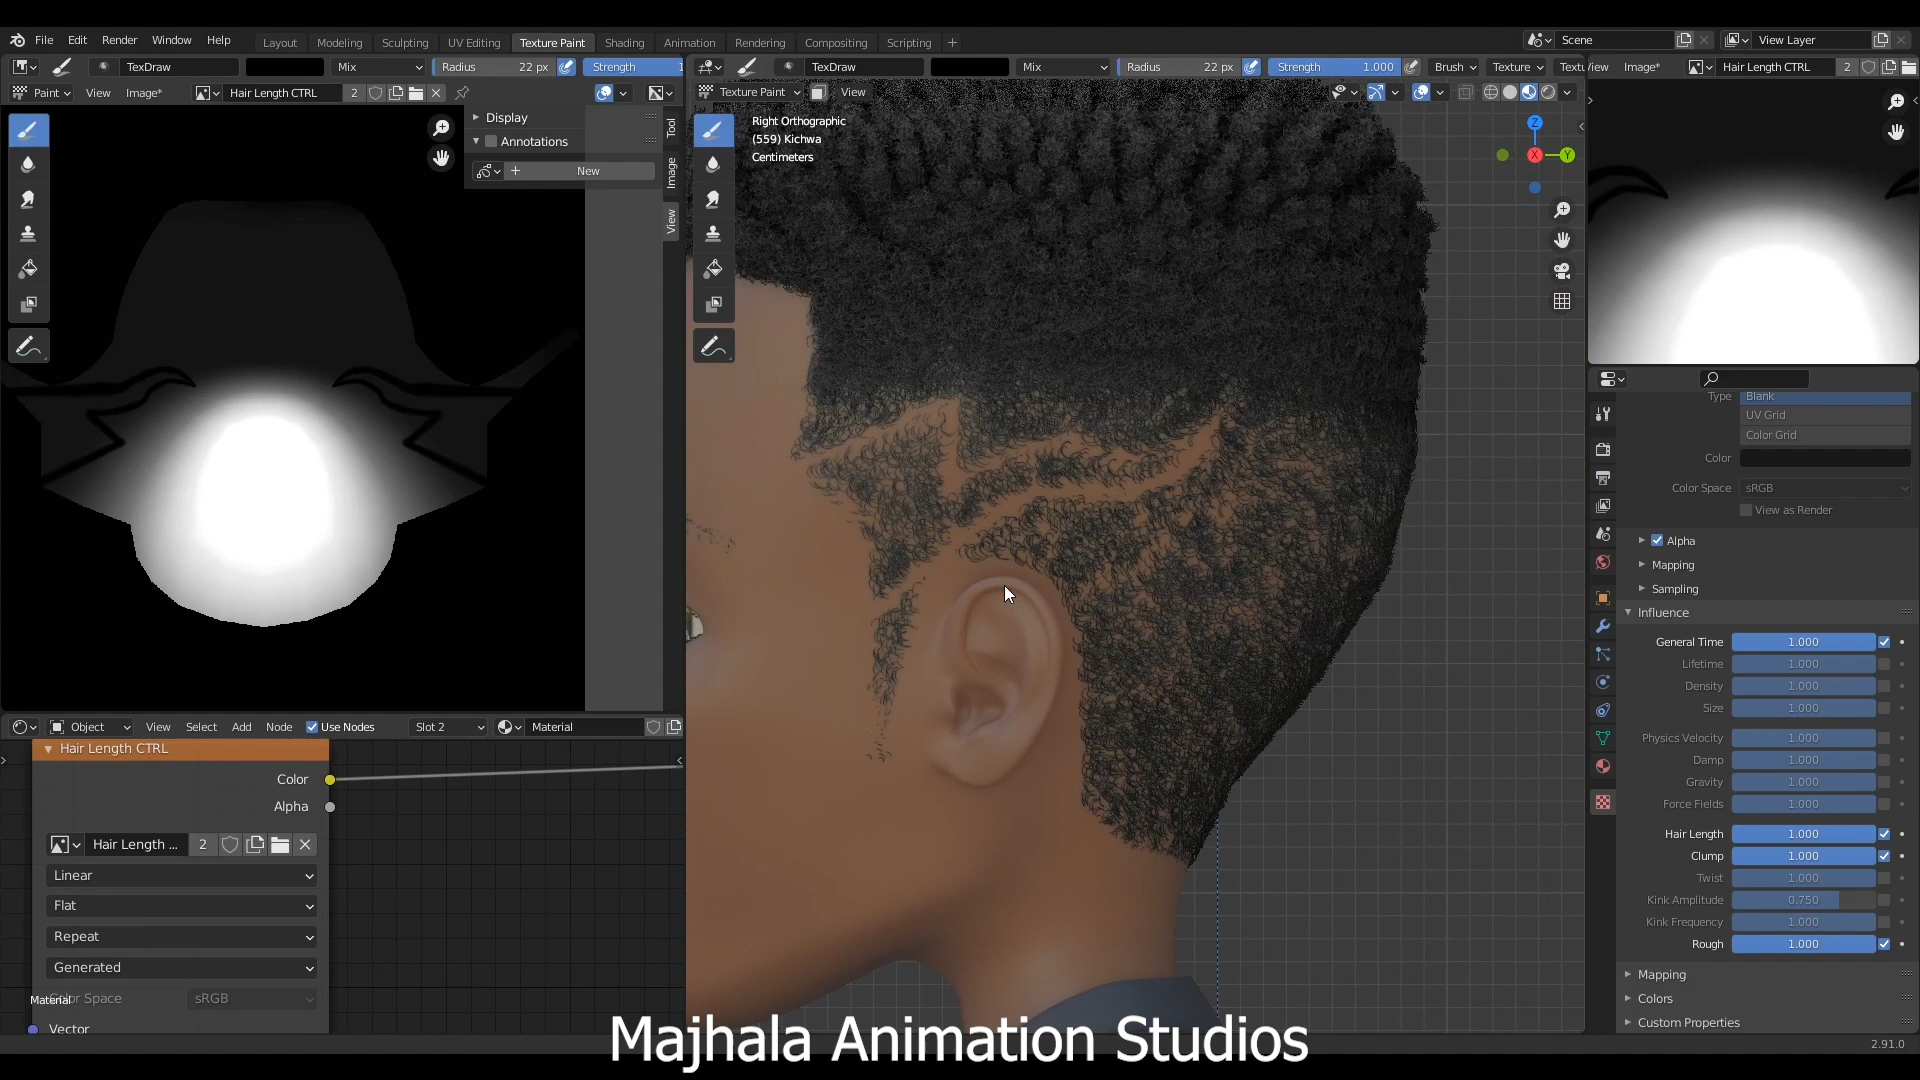 File Edit Render Window Help Layout Modeling Sculpting UV Editing Texture Paint Shading Animation Rendering Compositing Scripting + Scene View Layer
TexDraw Mix Radius 22 px Strength 1
TexDraw Mix Radius 22 px Strength 1.000 Brush Texture View Image* Hair Length CTRL 2
Paint View Image* Hair Length CTRL 2
Texture Paint View
Display
Annotations
New
Tool
Image
View
Right Orthographic
(559) Kichwa
Centimeters
Z
X
Y
Object View Select Add Node Use Nodes Slot 2 Material
Hair Length CTRL
Color
Alpha
Hair Length ... 2
Linear
Flat
Repeat
Generated
Color Space sRGB
Material
Vector
Type Blank
UV Grid
Color Grid
Color
Color Space sRGB
View as Render
Alpha
Mapping
Sampling
Influence
General Time 1.000
Lifetime 1.000
Density 1.000
Size 1.000
Physics Velocity 1.000
Damp 1.000
Gravity 1.000
Force Fields 1.000
Hair Length 1.000
Clump 1.000
Twist 1.000
Kink Amplitude 0.750
Kink Frequency 1.000
Rough 1.000
Mapping
Colors
Custom Properties
2.91.0
Majhala Animation Studios